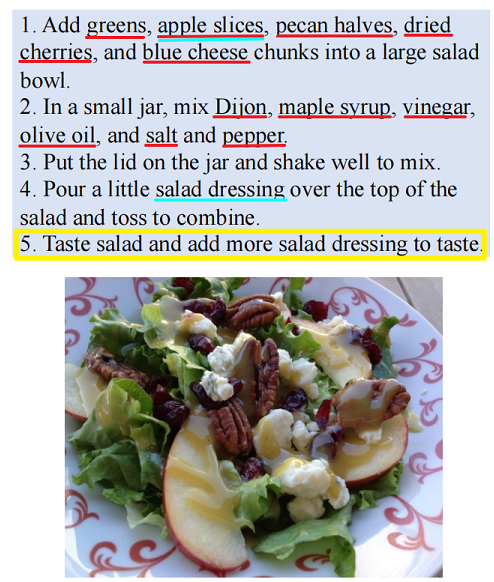 1. Add greens, apple slices, pecan halves, dried
cherries, and blue cheese chunks into a large salad
bowl.
2. In a small jar, mix Dijon, maple syrup, vinegar,
olive oil, and salt and pepper.
3. Put the lid on the jar and shake well to mix.
4. Pour a little salad dressing over the top of the
salad and toss to combine.
5. Taste salad and add more salad dressing to taste.